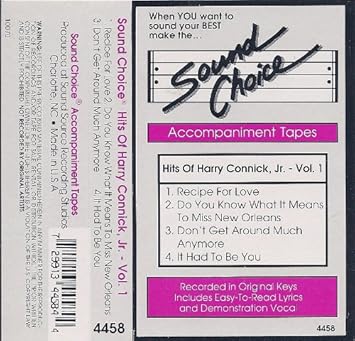 When YOU want to
sound your BEST
make the...
Sound
Choice
Accompaniment Tapes
Hits Of Harry Connick, Jr. - Vol. 1
1. Recipe For Love
2. Do You Know What It Means
To Miss New Orleans
3. Don't Get Around Much
Anymore
4. It Had To Be You
Recorded in Original Keys
Includes Easy-To-Read Lyrics
and Demonstration Vocal
4458
Sound Choice® Hits Of Harry Connick, Jr. - Vol. 1
1. Recipe For Love 2. Do You Know What It Means To Miss New Orleans
3. Don't Get Around Much Anymore
4. It Had To Be You
4458
Sound Choice® Accompaniment Tapes
Produced at Sound Source Recording Studios
Charlotte, NC • Made in U.S.A.
7 29913 44584 4